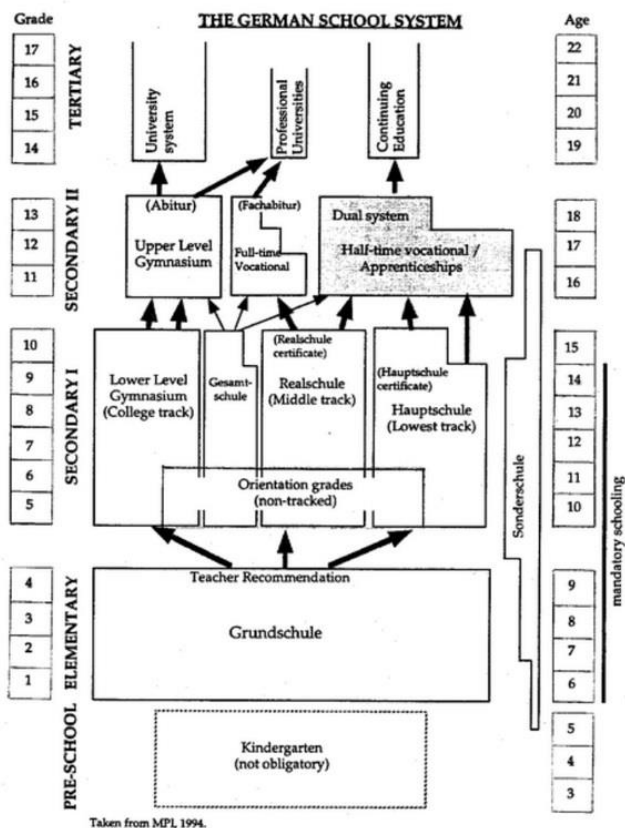 Grade
THE GERMAN SCHOOL SYSTEM
Age
17
16
15
14
TERTIARY
University
system
Professional
Universities
Continuing
Education
22
21
20
19
13
12
11
SECONDARY II
(Abitur)
Upper Level
Gymnasium
(Fachabitur)
Full-time
Vocational
Dual system
Half-time vocational /
Apprenticeships
18
17
16
10
9
8
7
6
5
SECONDARY I
Lower Level
Gymnasium
(College track)
Gesamt-
schule
(Realschule
certificate)
Realschule
(Middle track)
(Hauptschule
certificate)
Hauptschule
(Lowest track)
Orientation grades
(non-tracked)
Sonderschule
15
14
13
12
11
10
mandatory schooling
4
3
2
1
ELEMENTARY
Teacher Recommendation
Grundschule
9
8
7
6
PRE-SCHOOL
Kindergarten
(not obligatory)
5
4
3
Taken from MPI, 1994.